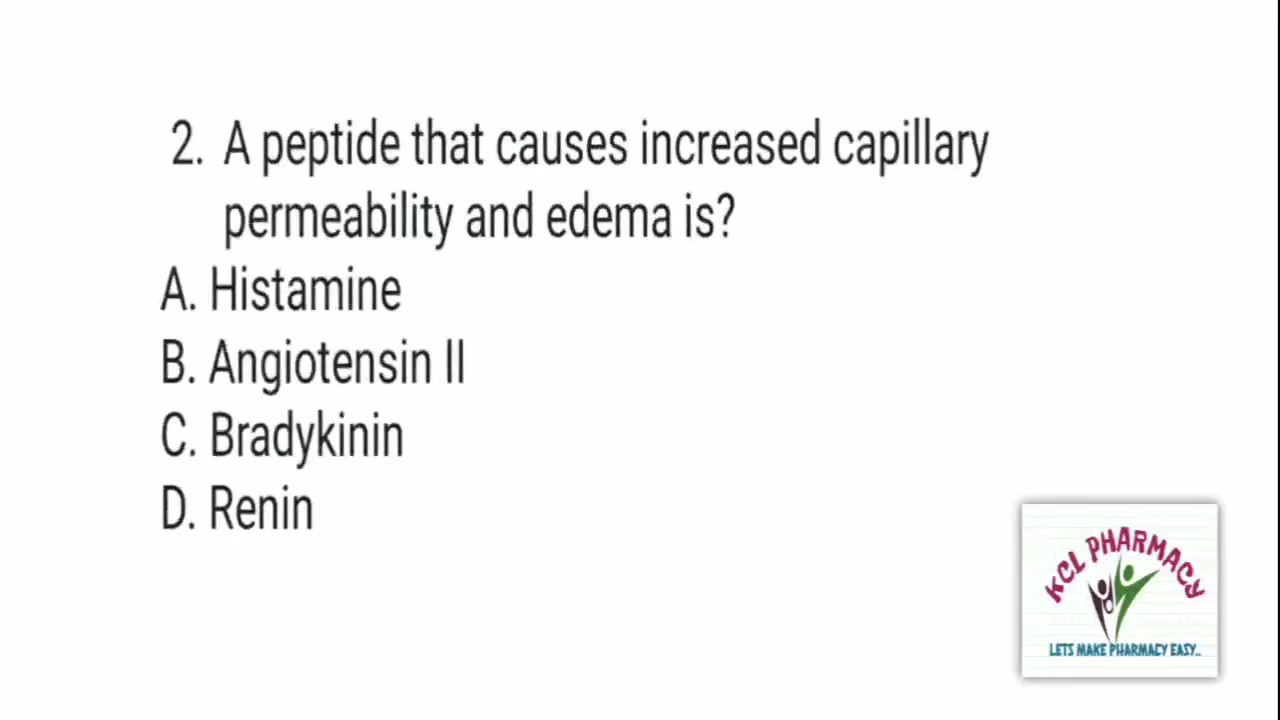 2. A peptide that causes increased capillary
permeability and edema is?
A. Histamine
B. Angiotensin II
C. Bradykinin
D. Renin
KCL PHARMACY
LETS MAKE PHARMACY EASY..